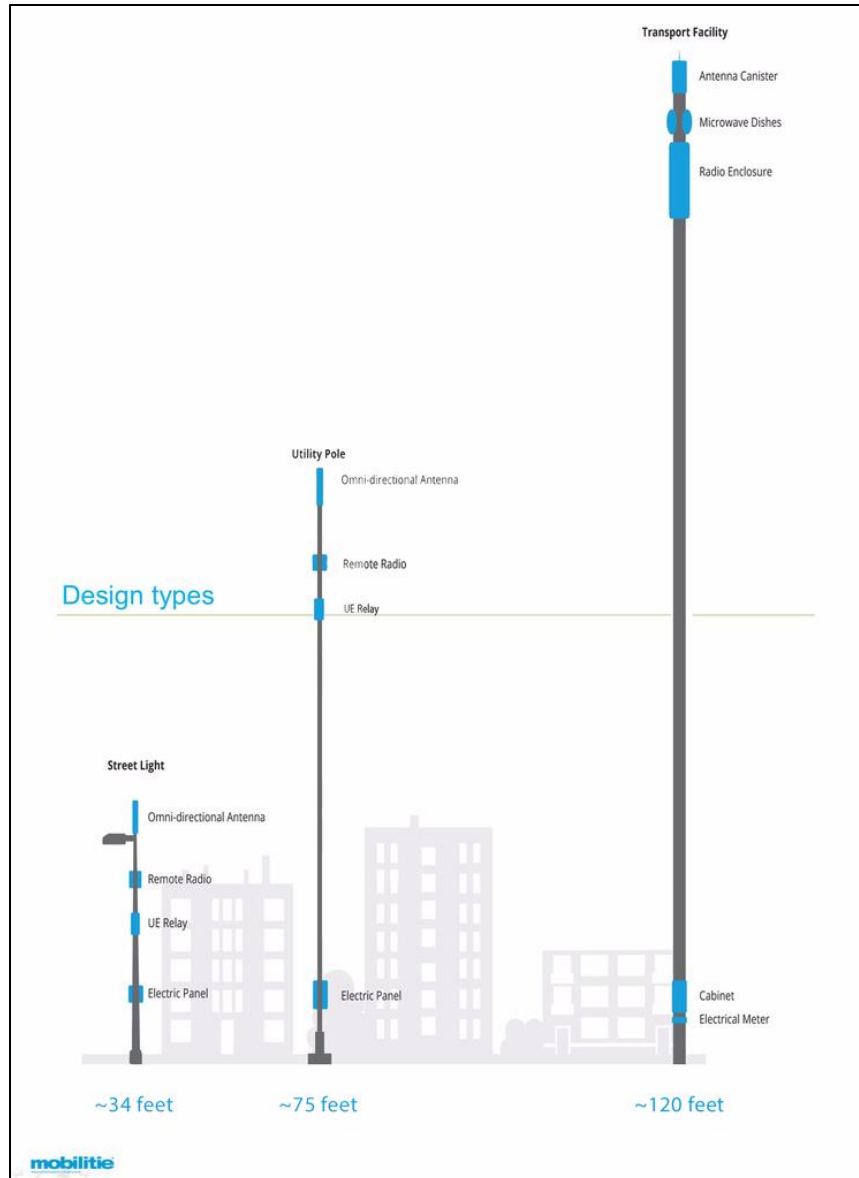 Transport Facility
Antenna Canister
Microwave Dishes
Radio Enclosure
Utility Pole
Omni-directional Antenna
Remote Radio
Design types
UE Relay
Street Light
Omni-directional Antenna
Remote Radio
UE Relay
Electric Panel
Electric Panel
Cabinet
Electrical Meter
~34 feet
~75 feet
~120 feet
mobilitie